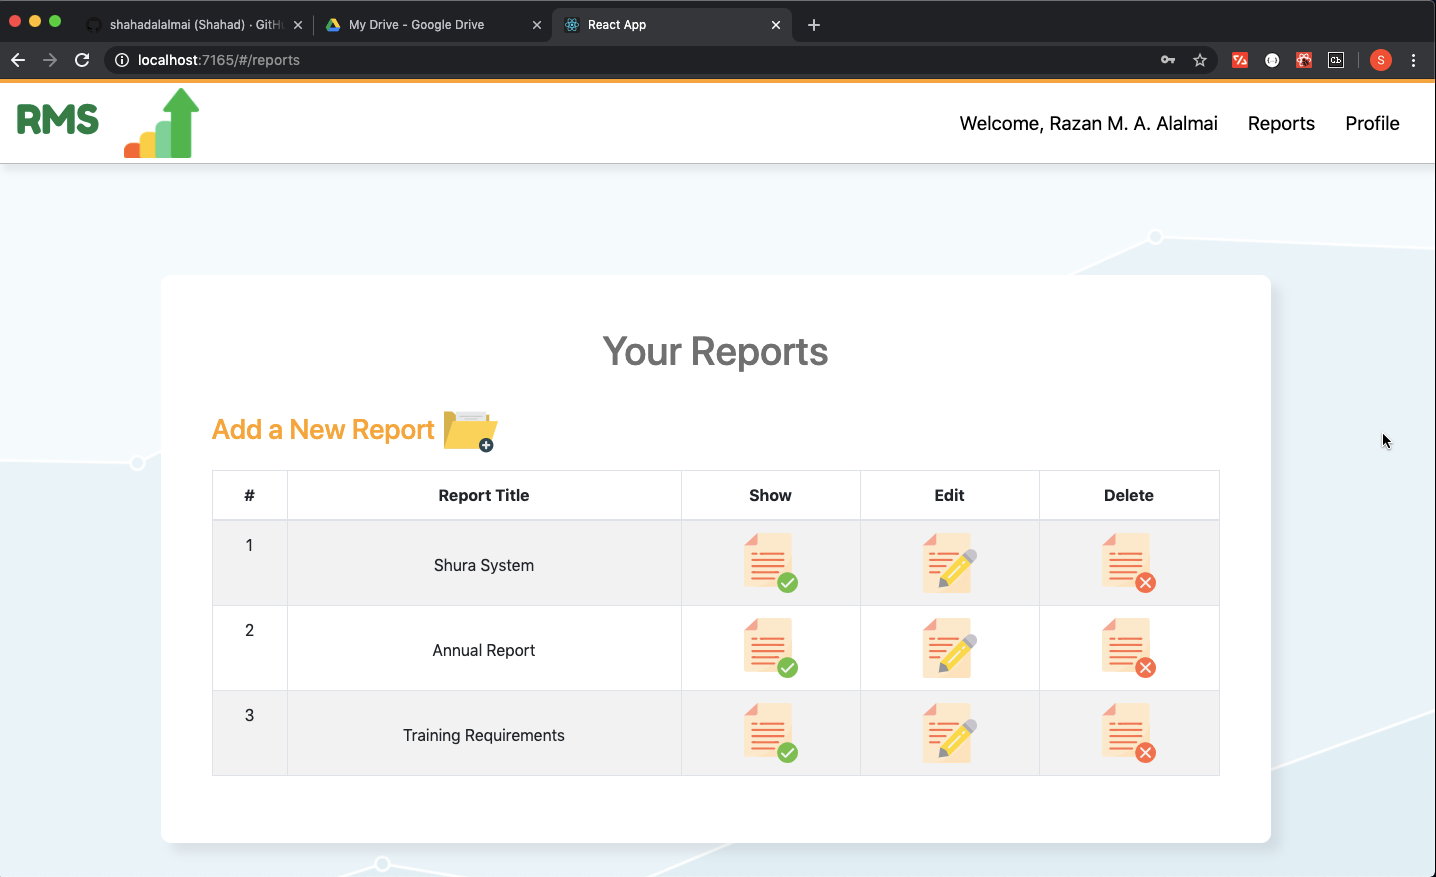 shahadalalmai (Shahad) · GitH
My Drive - Google Drive
React App
localhost:7165/#/reports
S
RMS
Welcome, Razan M. A. Alalmai
Reports
Profile
Your Reports
Add a New Report
# Report Title Show Edit Delete
1 Shura System
2 Annual Report
3 Training Requirements